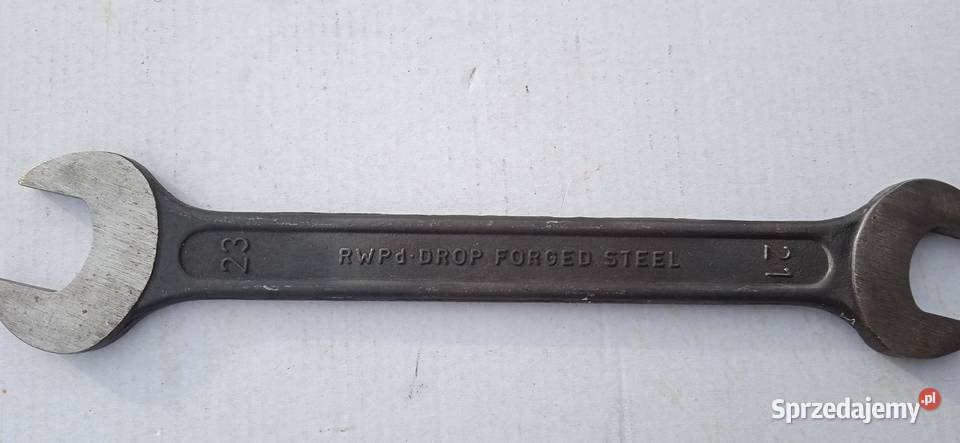 23
RWPd·DROP FORGED STEEL
21
Sprzedajemy.pl